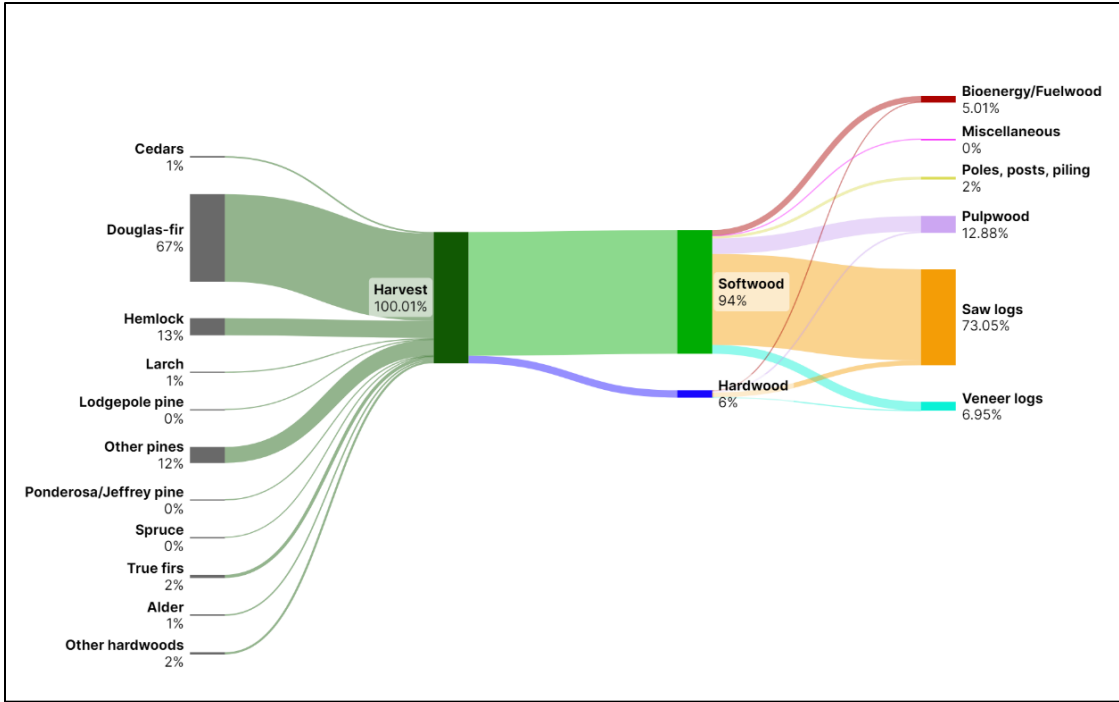 Cedars
1%
Douglas-fir
67%
Hemlock
13%
Larch
1%
Lodgepole pine
0%
Other pines
12%
Ponderosa/Jeffrey pine
0%
Spruce
0%
True firs
2%
Alder
1%
Other hardwoods
2%
Harvest
100.01%
Softwood
94%
Hardwood
6%
Bioenergy/Fuelwood
5.01%
Miscellaneous
0%
Poles, posts, piling
2%
Pulpwood
12.88%
Saw logs
73.05%
Veneer logs
6.95%